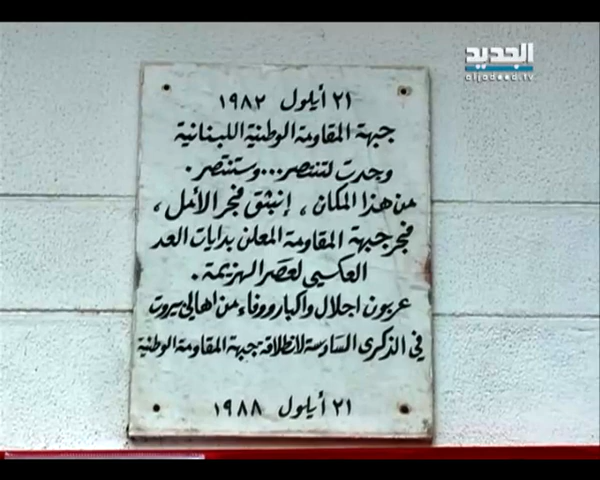 الجديد
aljadeed.tv
٢١ أيلول ١٩٨٢
جبهة المقاومة الوطنية اللبنانية
وجدت لتنتصر...وستنتصر.
من هذا المكان ، إنبثق فجر الأمل ،
فجر جبهة المقاومة المعلن بدايات العد
العكسي لعصر الهزيمة .
عربون اجلال واكبار ووفاء من اهالي بيروت
في الذكرى السادسة لانطلاقة جبهة المقاومة الوطنية
٢١ أيلول ١٩٨٨